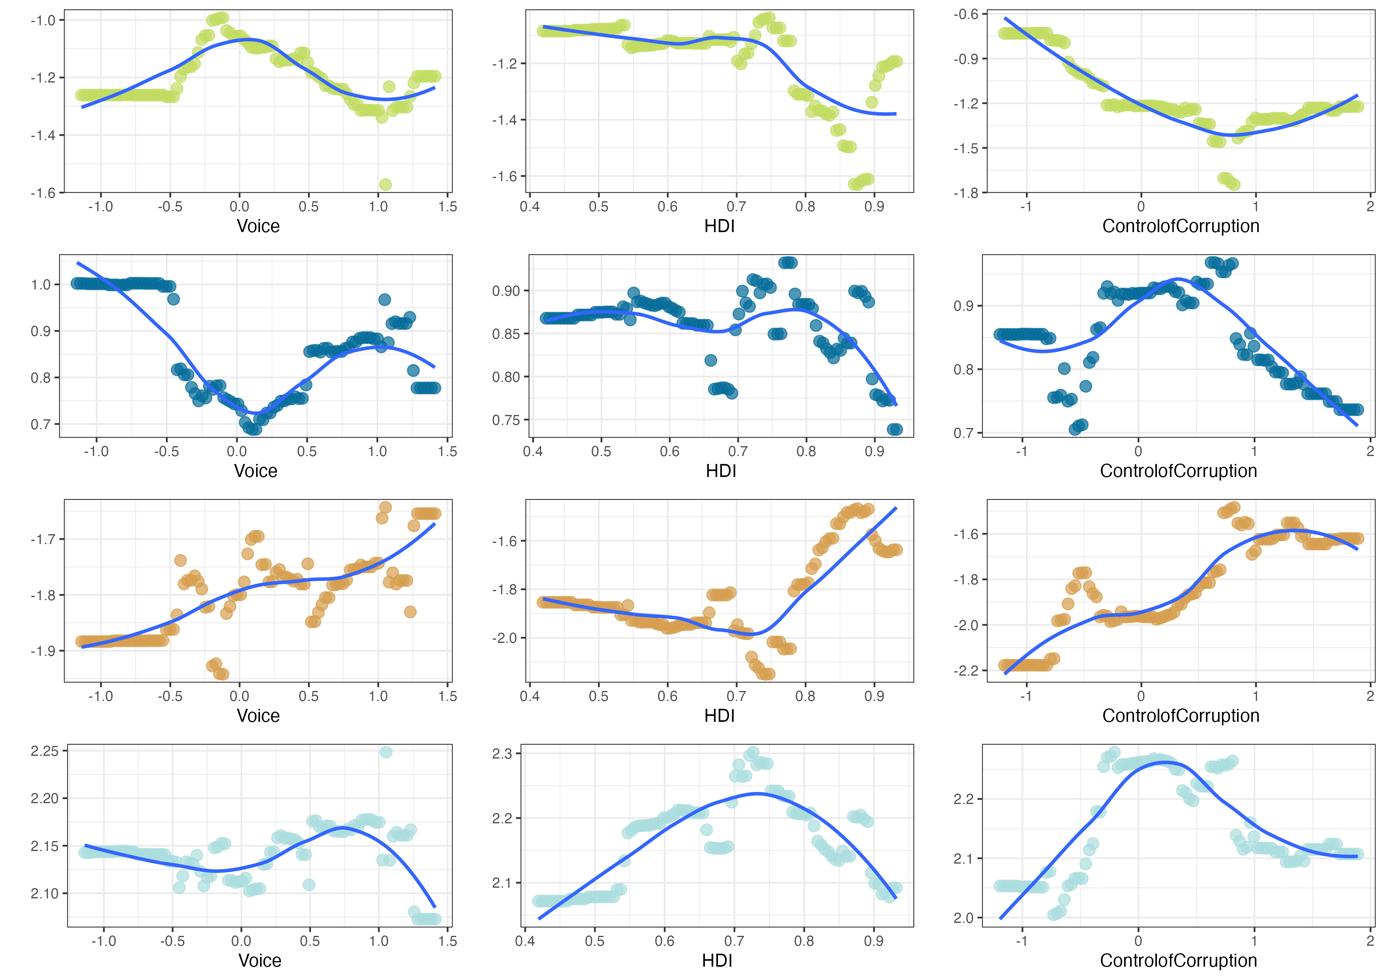 -1.0
-1.2
-1.4
-1.6
-1.0 -0.5 0.0 0.5 1.0 1.5
Voice
-1.2
-1.4
-1.6
0.4 0.5 0.6 0.7 0.8 0.9
HDI
-0.6
-0.9
-1.2
-1.5
-1.8
-1 0 1 2
ControlofCorruption
1.0
0.9
0.8
0.7
-1.0 -0.5 0.0 0.5 1.0 1.5
Voice
0.90
0.85
0.80
0.75
0.4 0.5 0.6 0.7 0.8 0.9
HDI
0.9
0.8
0.7
-1 0 1 2
ControlofCorruption
-1.7
-1.8
-1.9
-1.0 -0.5 0.0 0.5 1.0 1.5
Voice
-1.6
-1.8
-2.0
0.4 0.5 0.6 0.7 0.8 0.9
HDI
-1.6
-1.8
-2.0
-2.2
-1 0 1 2
ControlofCorruption
2.25
2.20
2.15
2.10
-1.0 -0.5 0.0 0.5 1.0 1.5
Voice
2.3
2.2
2.1
0.4 0.5 0.6 0.7 0.8 0.9
HDI
2.2
2.1
2.0
-1 0 1 2
ControlofCorruption